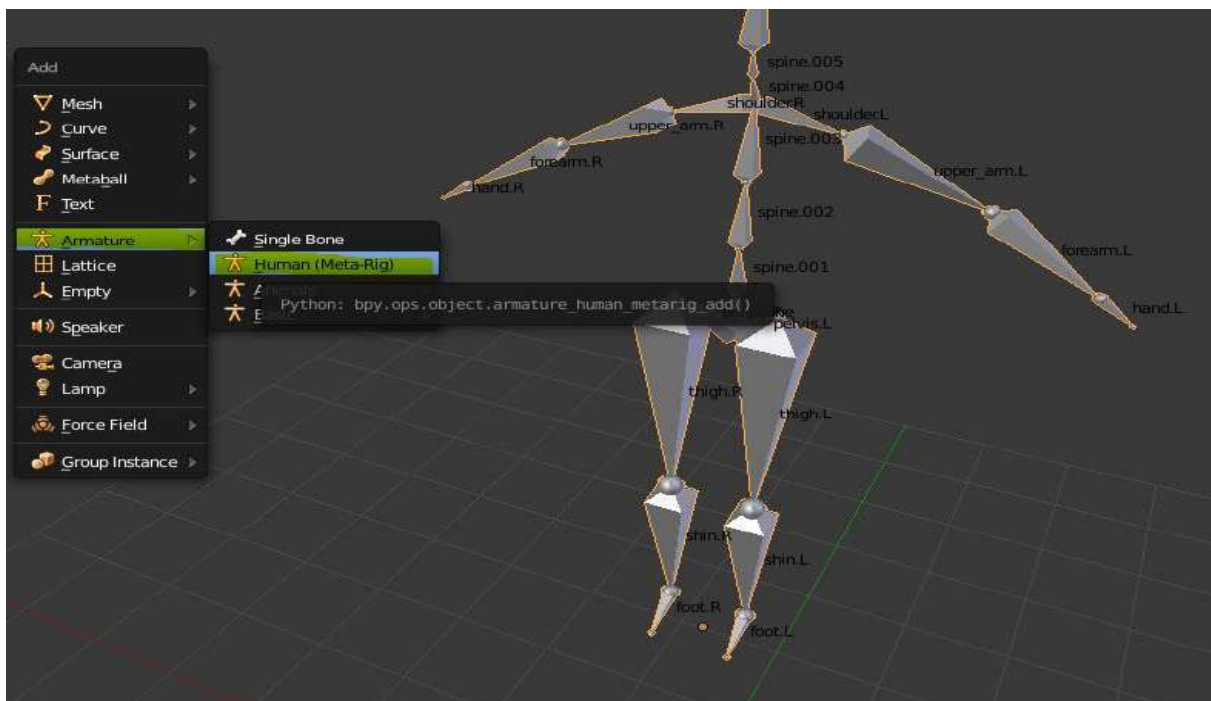 Add
Mesh
Curve
Surface
Metaball
Text
Armature
Lattice
Empty
Speaker
Camera
Lamp
Force Field
Group Instance
Single Bone
Human (Meta-Rig)
Python: bpy.ops.object.armature_human_metarig_add()
spine.005
spine.004
shoulder.R
shoulder.L
upper_arm.R
spine.003
forearm.R
upper_arm.L
hand.R
spine.002
forearm.L
spine.001
hand.L
pelvis.L
thigh.R
thigh.L
shin.R
shin.L
foot.R
foot.L